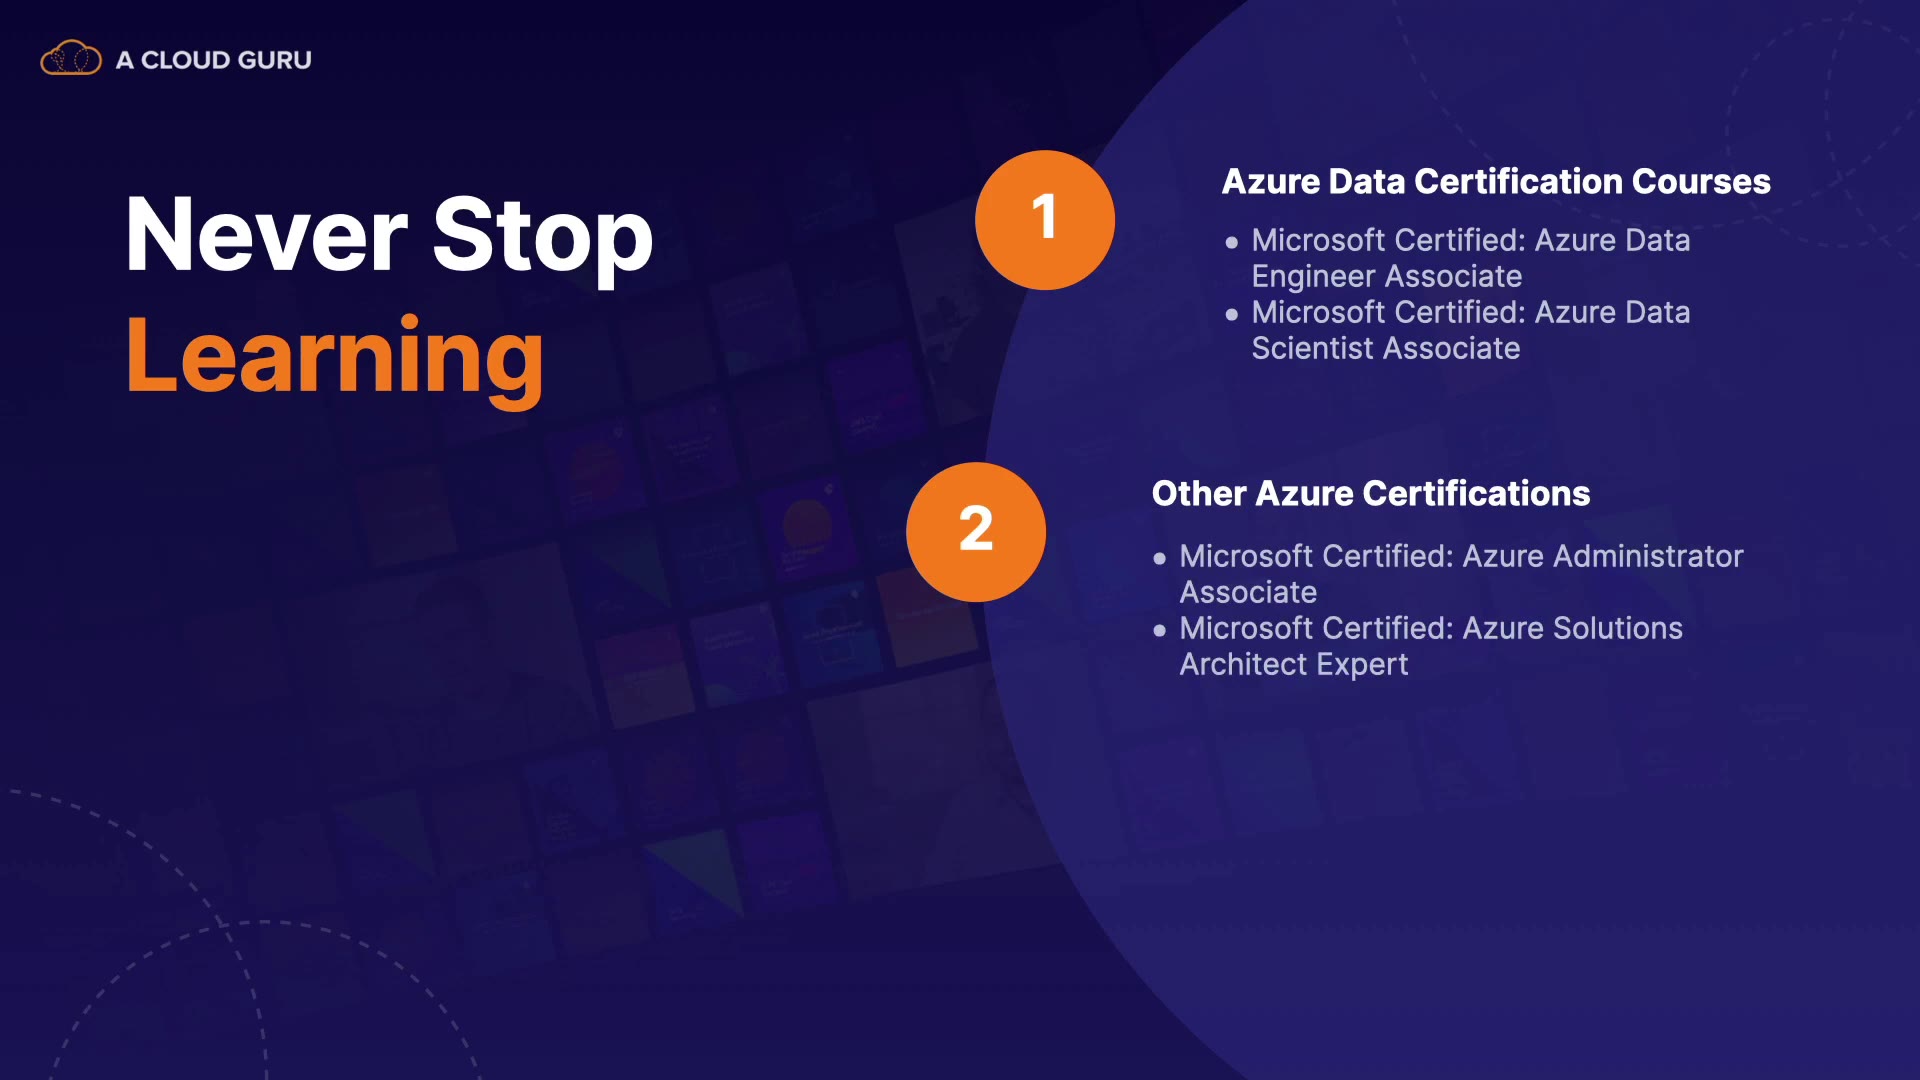 A CLOUD GURU
Never Stop
Learning
1
Azure Data Certification Courses
● Microsoft Certified: Azure Data
Engineer Associate
● Microsoft Certified: Azure Data
Scientist Associate
2
Other Azure Certifications
● Microsoft Certified: Azure Administrator
Associate
● Microsoft Certified: Azure Solutions
Architect Expert